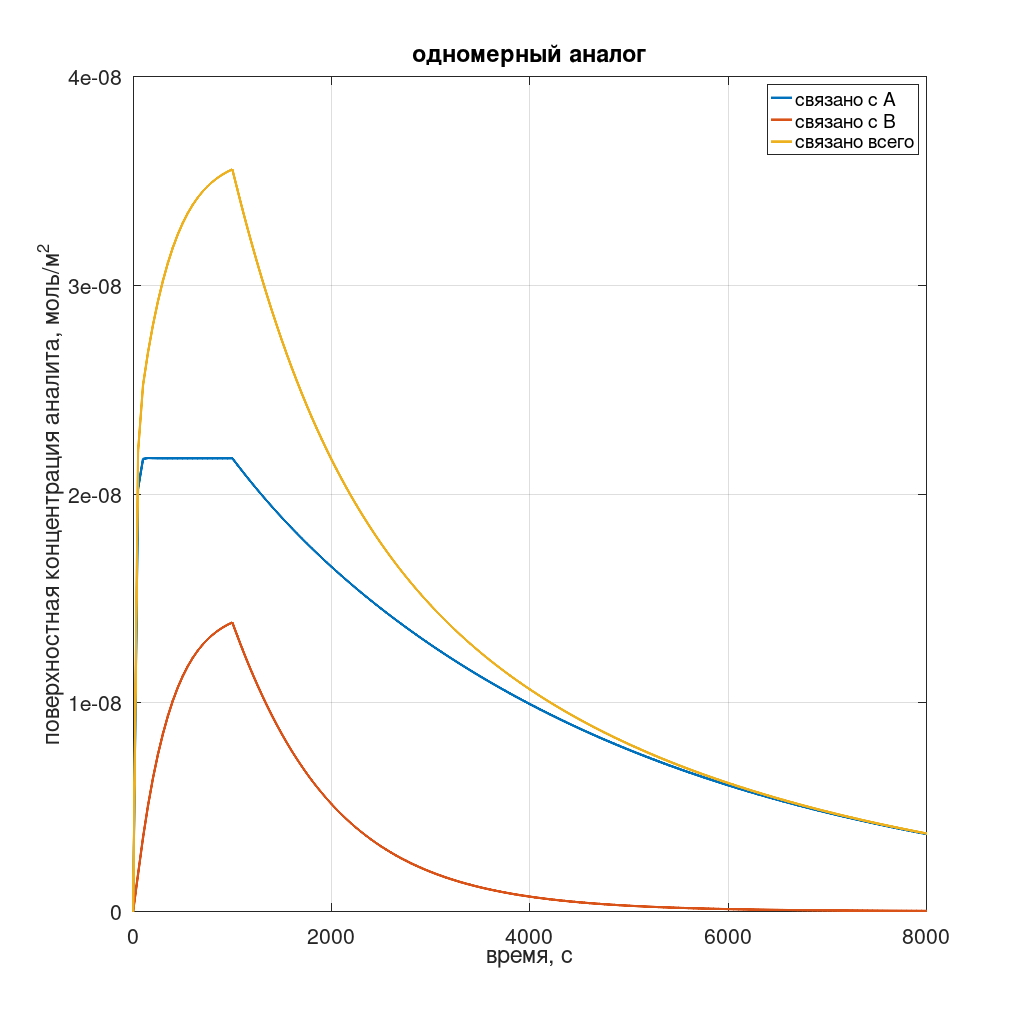 одномерный аналог
4e-08
3e-08
2e-08
1e-08
0
поверхностная концентрация аналита, моль/м²
связано с А
связано с В
связано всего
0 2000 4000 6000 8000
время, с